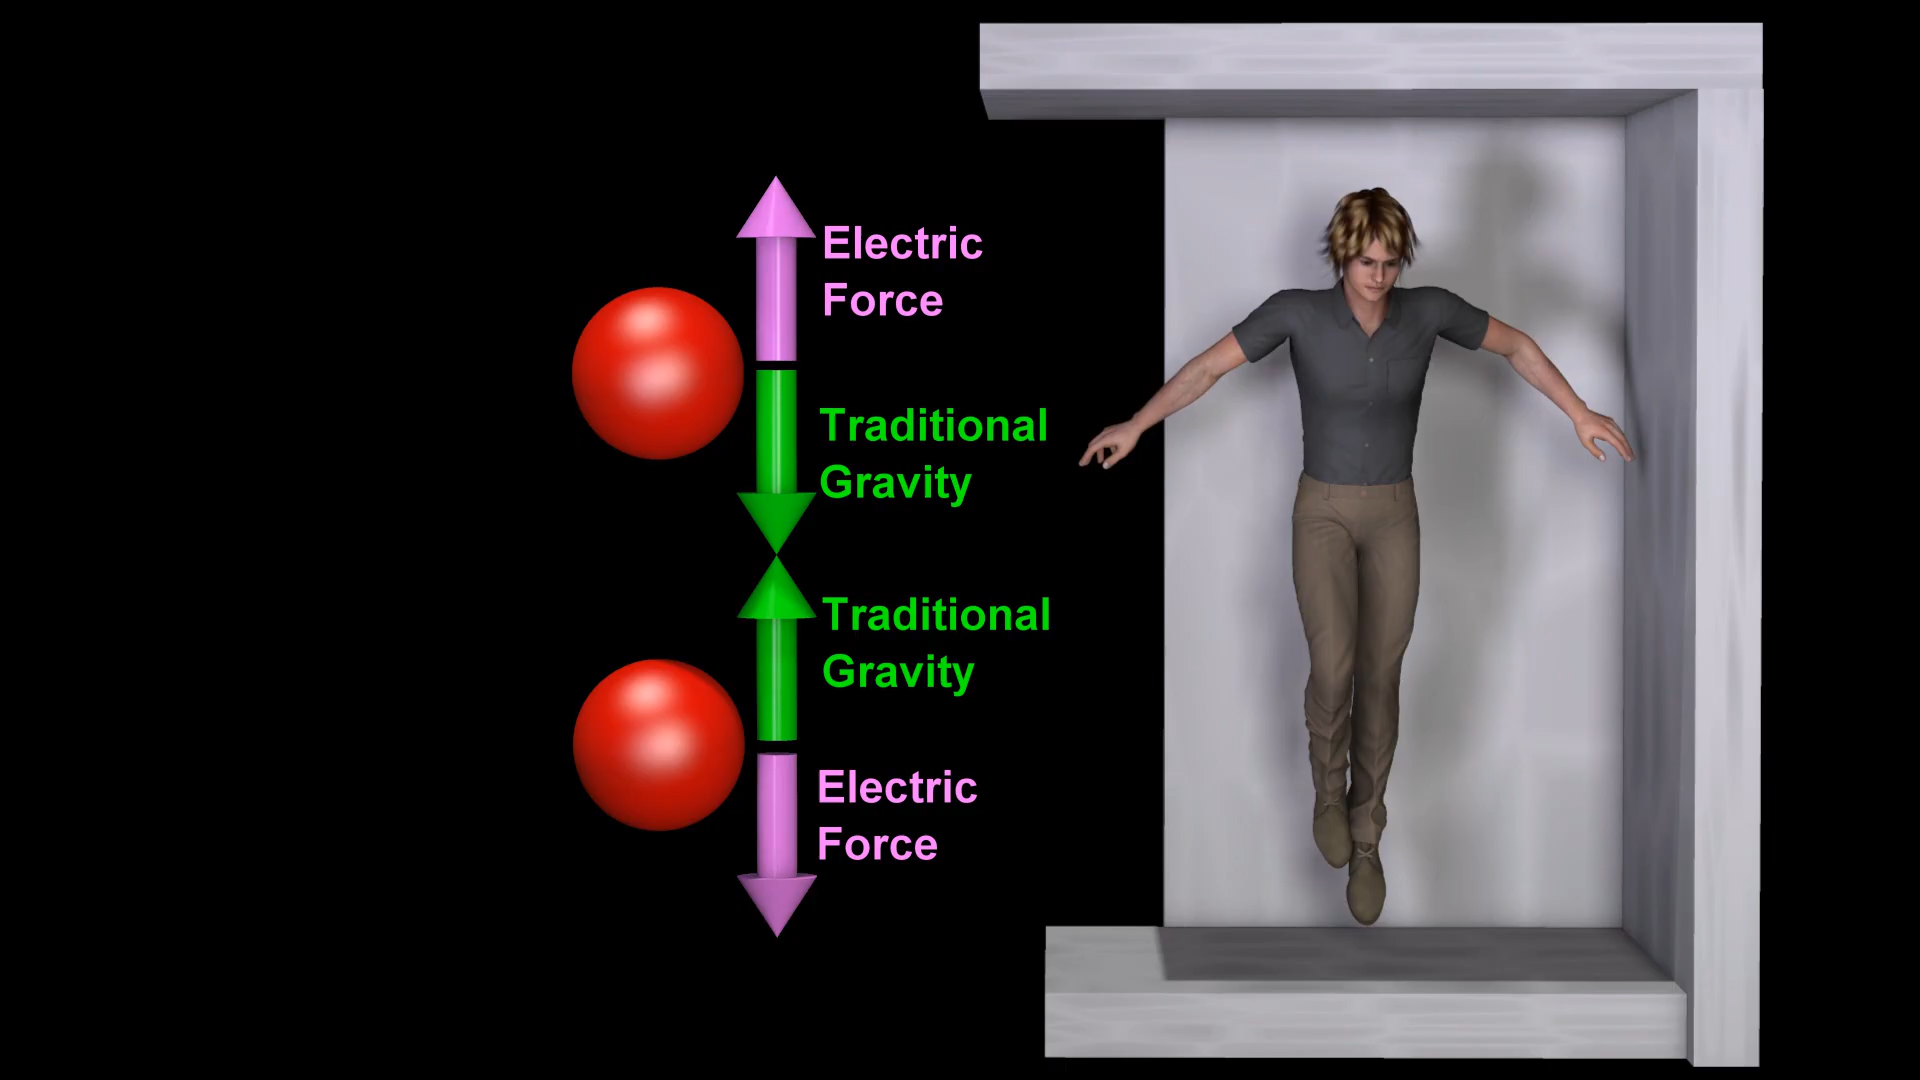 Electric
Force
Traditional
Gravity
Traditional
Gravity
Electric
Force